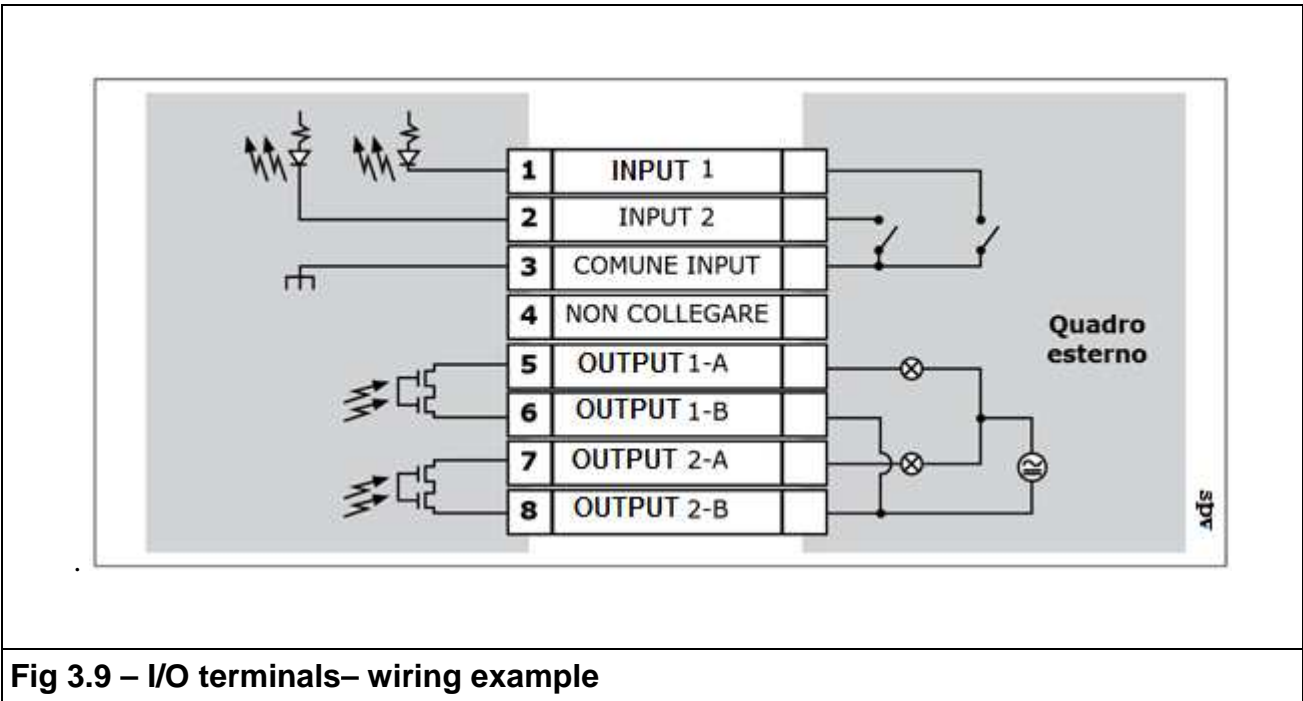 1 INPUT 1
2 INPUT 2
3 COMUNE INPUT
4 NON COLLEGARE
5 OUTPUT 1-A
6 OUTPUT 1-B
7 OUTPUT 2-A
8 OUTPUT 2-B
Quadro
esterno
spv
.
Fig 3.9 – I/O terminals– wiring example